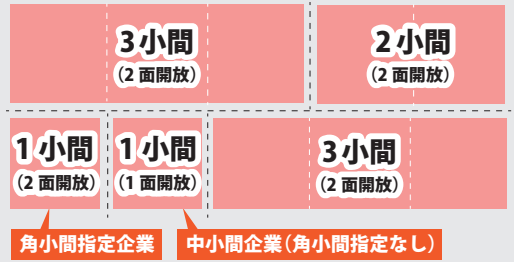 3小間
（2面開放）
2小間
（2面開放）
1小間
（2面開放）
1小間
（1面開放）
3小間
（2面開放）
角小間指定企業
中小間企業（角小間指定なし）